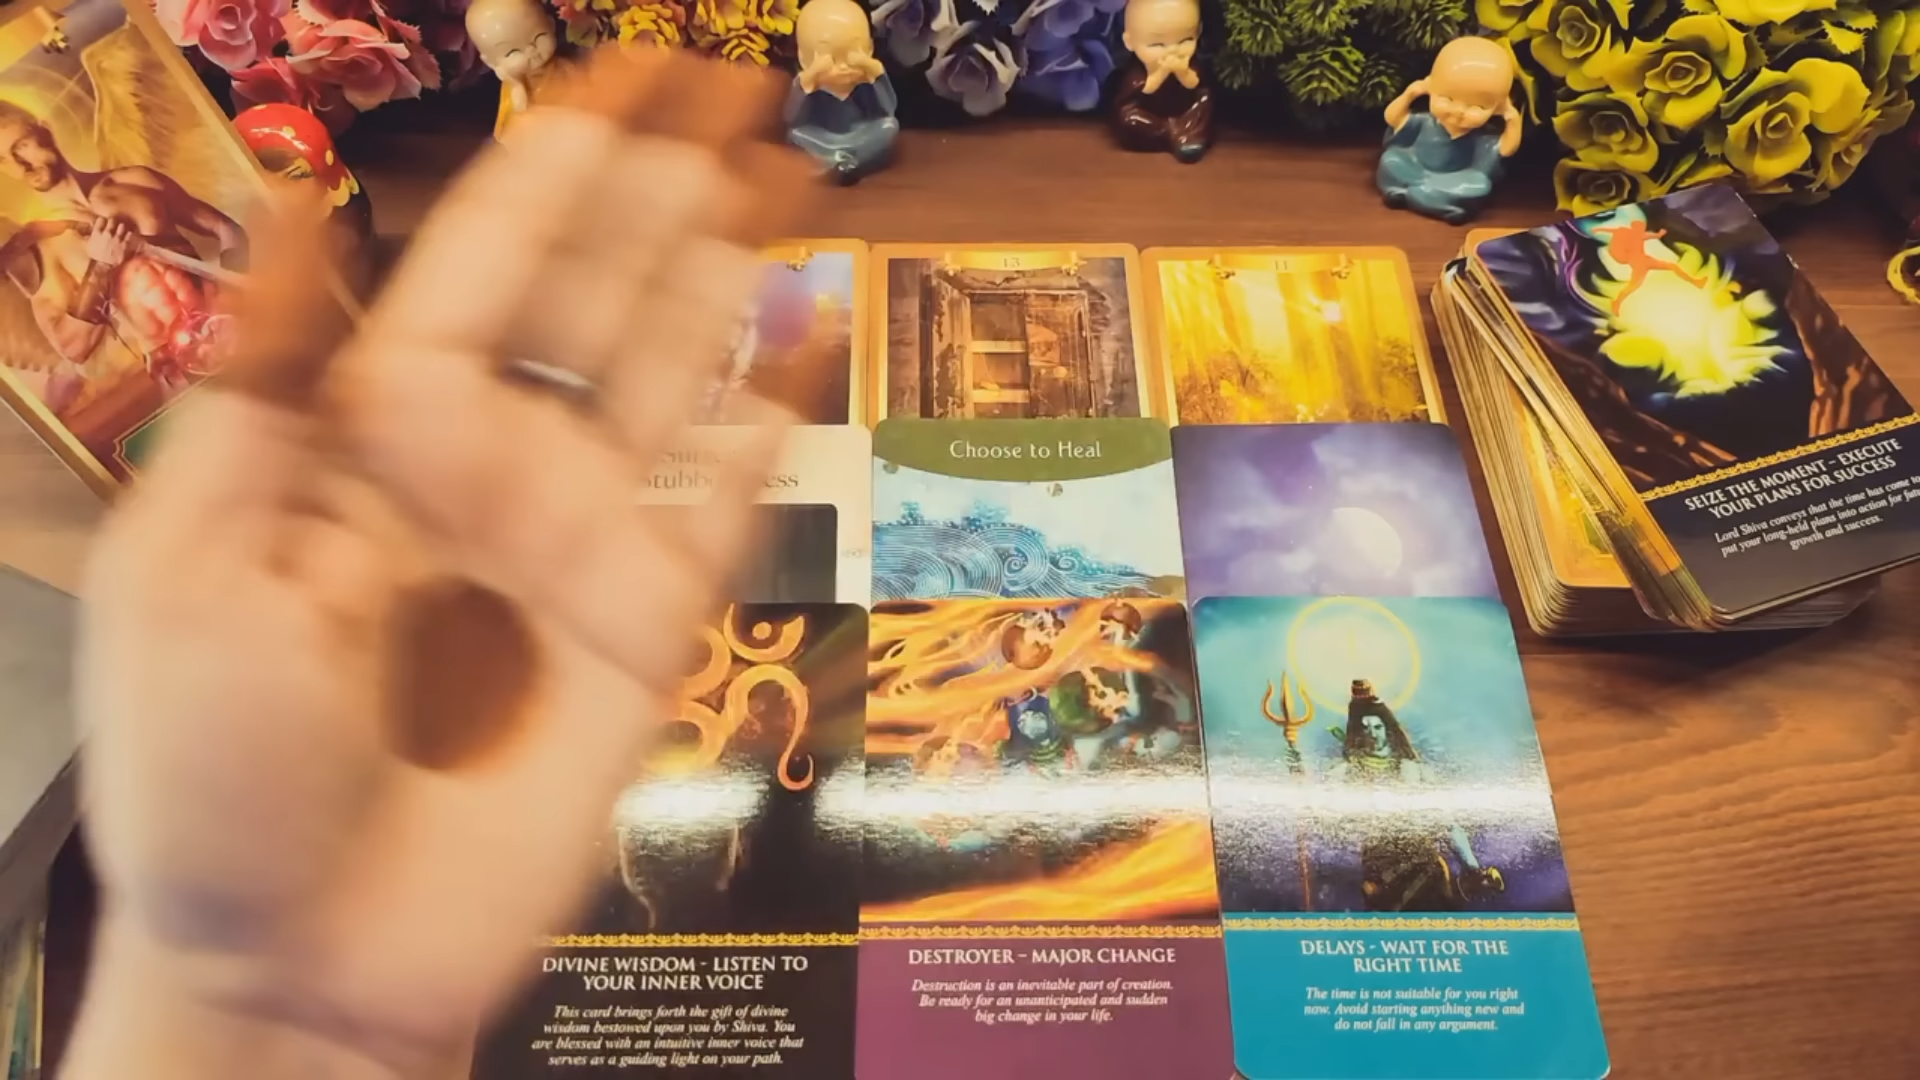 13
11
Choose to Heal
SEIZE THE MOMENT - EXECUTE
YOUR PLANS FOR SUCCESS
Lord Shiva conveys that the time has come to
put your long-held plans into action for future
growth and success.
DIVINE WISDOM - LISTEN TO
YOUR INNER VOICE
This card brings forth the gift of divine
wisdom bestowed upon you by Shiva. You
are blessed with an intuitive inner voice that
serves as a guiding light on your path.
DESTROYER – MAJOR CHANGE
Destruction is an inevitable part of creation.
Be ready for an unanticipated and sudden
big change in your life.
DELAYS - WAIT FOR THE
RIGHT TIME
The time is not suitable for you right
now. Avoid starting anything new and
do not fall in any argument.